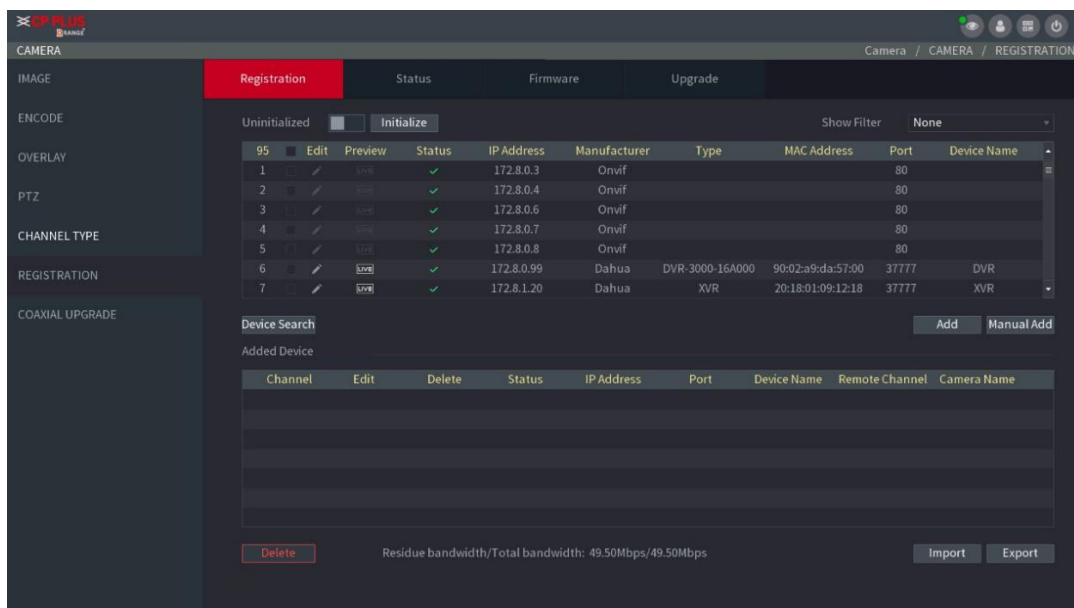 CP PLUS
ORANGE
CAMERA
Camera / CAMERA / REGISTRATION
IMAGE
ENCODE
OVERLAY
PTZ
CHANNEL TYPE
REGISTRATION
COAXIAL UPGRADE
Registration Status Firmware Upgrade
Uninitialized Initialize Show Filter None
95 Edit Preview Status IP Address Manufacturer Type MAC Address Port Device Name
1 LIVE 172.8.0.3 Onvif 80
2 LIVE 172.8.0.4 Onvif 80
3 LIVE 172.8.0.6 Onvif 80
4 LIVE 172.8.0.7 Onvif 80
5 LIVE 172.8.0.8 Onvif 80
6 LIVE 172.8.0.99 Dahua DVR-3000-16A000 90:02:a9:da:57:00 37777 DVR
7 LIVE 172.8.1.20 Dahua XVR 20:18:01:09:12:18 37777 XVR
Device Search Add Manual Add
Added Device
Channel Edit Delete Status IP Address Port Device Name Remote Channel Camera Name
Delete Residue bandwidth/Total bandwidth: 49.50Mbps/49.50Mbps Import Export